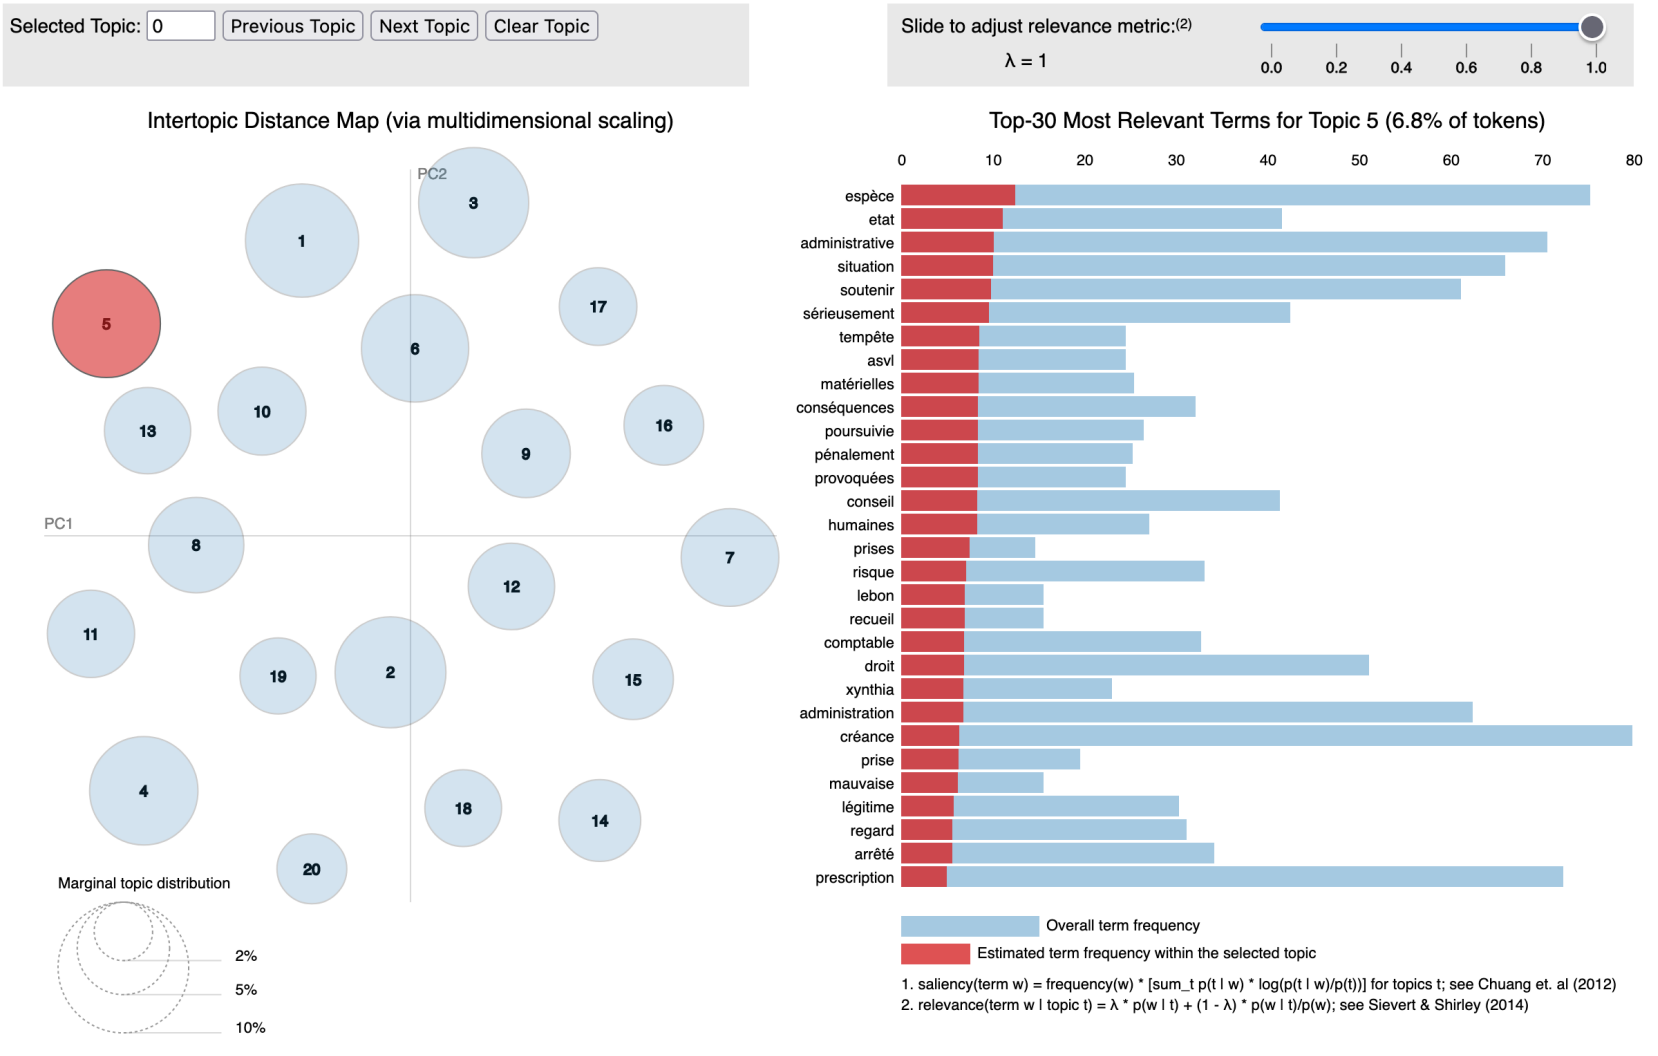 Selected Topic: 0 Previous Topic Next Topic Clear Topic
Slide to adjust relevance metric:(2)
λ = 1
0.0 0.2 0.4 0.6 0.8 1.0
Intertopic Distance Map (via multidimensional scaling)
PC2
3
1
17
5
6
10
16
13
9
PC1
8
7
12
11
2
19
15
4
18
14
20
Marginal topic distribution
2%
5%
10%
Top-30 Most Relevant Terms for Topic 5 (6.8% of tokens)
0 10 20 30 40 50 60 70 80
espèce
etat
administrative
situation
soutenir
sérieusement
tempête
asvl
matérielles
conséquences
poursuivie
pénalement
provoquées
conseil
humaines
prises
risque
lebon
recueil
comptable
droit
xynthia
administration
créance
prise
mauvaise
légitime
regard
arrêté
prescription
Overall term frequency
Estimated term frequency within the selected topic
1. saliency(term w) = frequency(w) * [sum_t p(t | w) * log(p(t | w)/p(t))] for topics t; see Chuang et. al (2012)
2. relevance(term w | topic t) = λ * p(w | t) + (1 - λ) * p(w | t)/p(w); see Sievert & Shirley (2014)